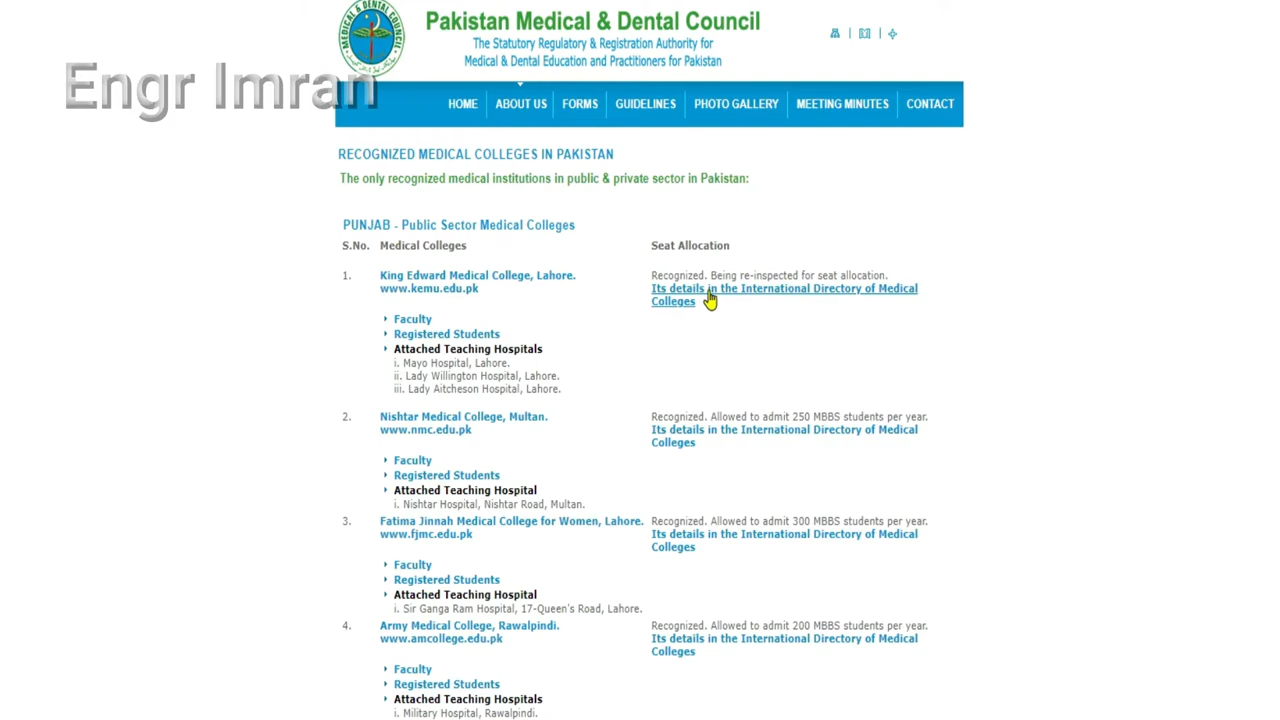 Pakistan Medical & Dental Council
The Statutory Regulatory & Registration Authority for
Medical & Dental Education and Practitioners for Pakistan
Engr Imran
HOME ABOUT US FORMS GUIDELINES PHOTO GALLERY MEETING MINUTES CONTACT
RECOGNIZED MEDICAL COLLEGES IN PAKISTAN
The only recognized medical institutions in public & private sector in Pakistan:
PUNJAB - Public Sector Medical Colleges
S.No. Medical Colleges Seat Allocation
1. King Edward Medical College, Lahore. Recognized. Being re-inspected for seat allocation.
www.kemu.edu.pk Its details in the International Directory of Medical
Colleges
Faculty
Registered Students
Attached Teaching Hospitals
i. Mayo Hospital, Lahore.
ii. Lady Willington Hospital, Lahore.
iii. Lady Aitcheson Hospital, Lahore.
2. Nishtar Medical College, Multan. Recognized. Allowed to admit 250 MBBS students per year.
www.nmc.edu.pk Its details in the International Directory of Medical
Colleges
Faculty
Registered Students
Attached Teaching Hospital
i. Nishtar Hospital, Nishtar Road, Multan.
3. Fatima Jinnah Medical College for Women, Lahore. Recognized. Allowed to admit 300 MBBS students per year.
www.fjmc.edu.pk Its details in the International Directory of Medical
Colleges
Faculty
Registered Students
Attached Teaching Hospital
i. Sir Ganga Ram Hospital, 17-Queen's Road, Lahore.
4. Army Medical College, Rawalpindi. Recognized. Allowed to admit 200 MBBS students per year.
www.amcollege.edu.pk Its details in the International Directory of Medical
Colleges
Faculty
Registered Students
Attached Teaching Hospitals
i. Military Hospital, Rawalpindi.